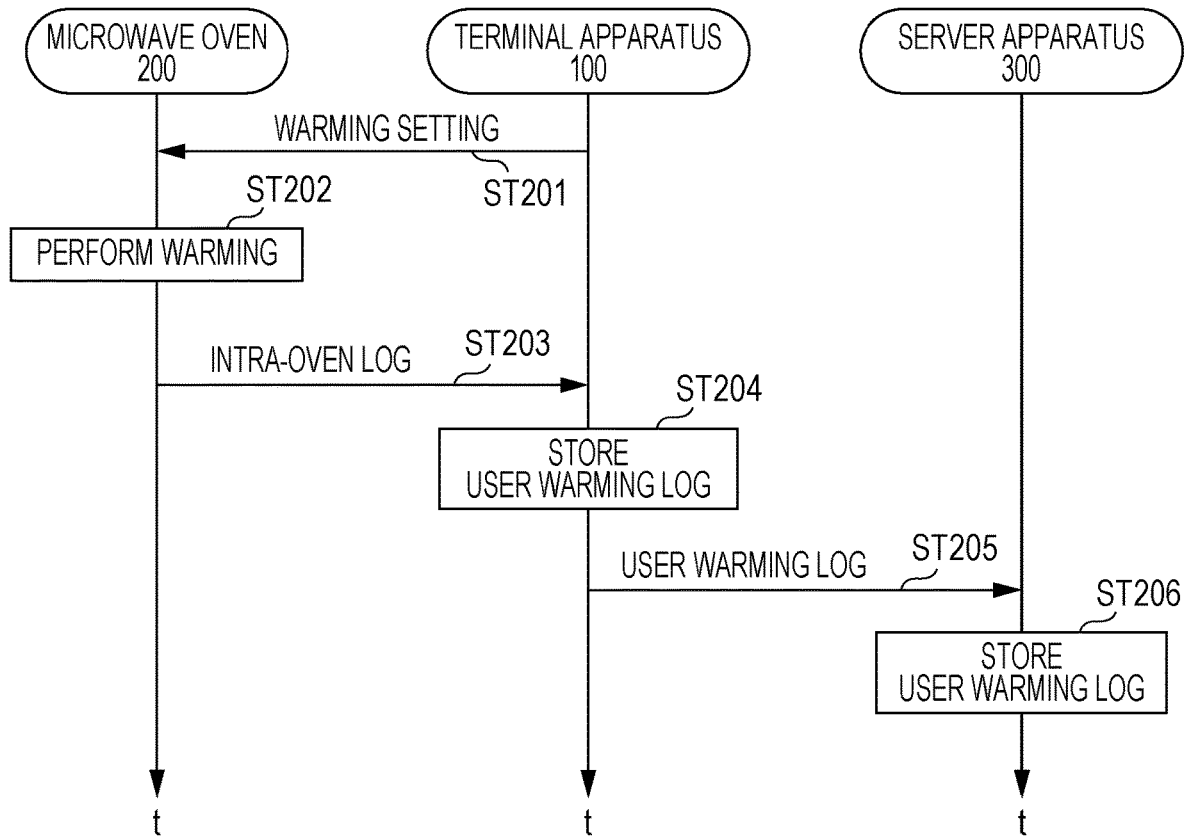 MICROWAVE OVEN
200
TERMINAL APPARATUS
100
SERVER APPARATUS
300
WARMING SETTING
ST201
ST202
PERFORM WARMING
INTRA-OVEN LOG
ST203
ST204
STORE
USER WARMING LOG
USER WARMING LOG
ST205
ST206
STORE
USER WARMING LOG
t
t
t